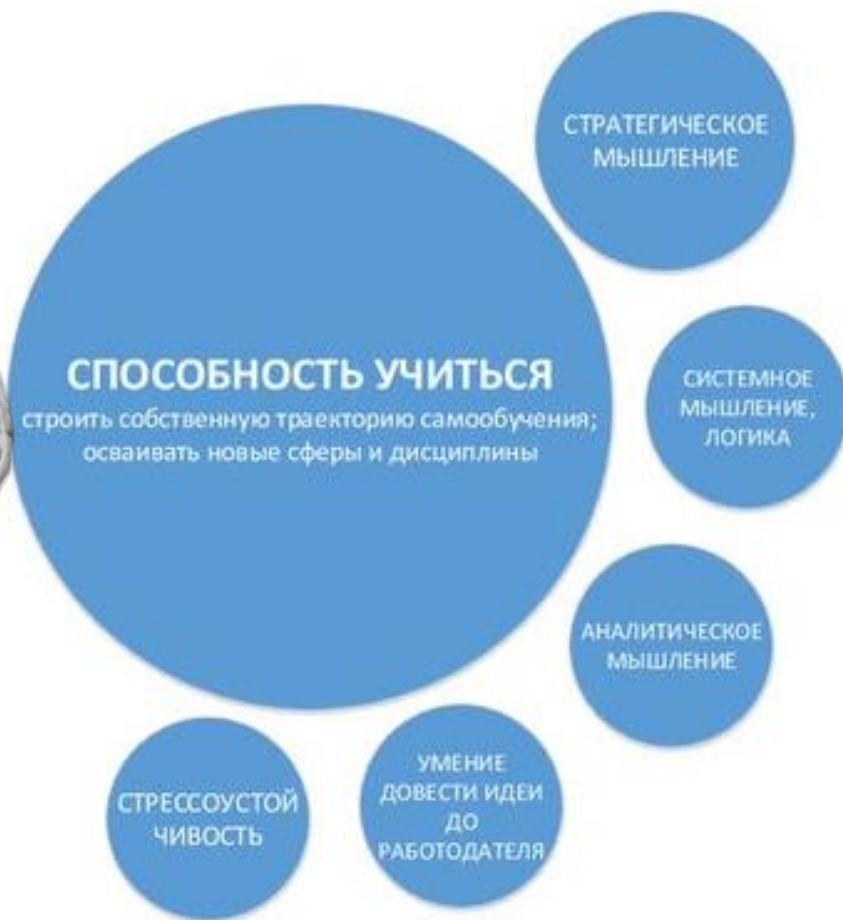 СТРАТЕГИЧЕСКОЕ
МЫШЛЕНИЕ
СПОСОБНОСТЬ УЧИТЬСЯ
строить собственную траекторию самообучения;
осваивать новые сферы и дисциплины
СИСТЕМНОЕ
МЫШЛЕНИЕ,
ЛОГИКА
АНАЛИТИЧЕСКОЕ
МЫШЛЕНИЕ
УМЕНИЕ
ДОВЕСТИ ИДЕИ
ДО
РАБОТОДАТЕЛЯ
СТРЕССОУСТОЙ
ЧИВОСТЬ